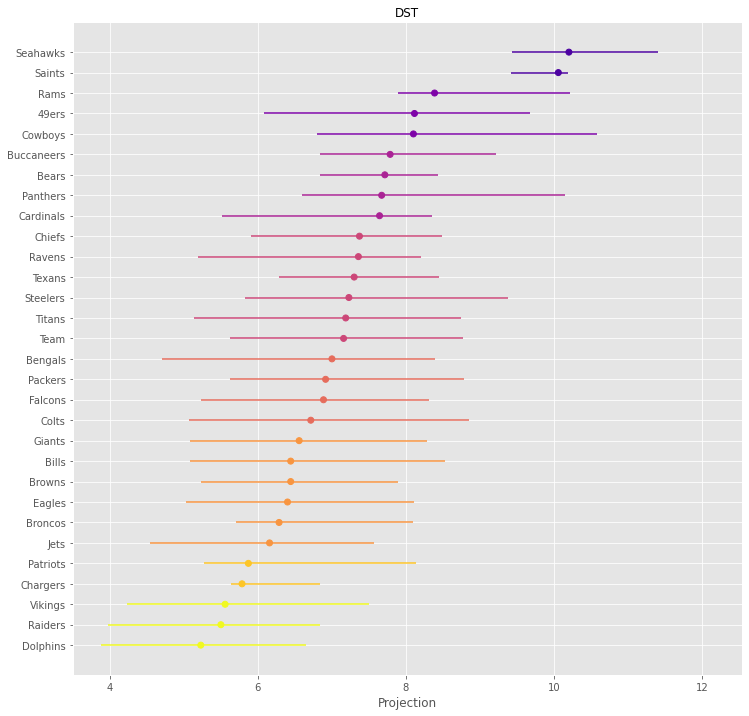 DST
Seahawks
Saints
Rams
49ers
Cowboys
Buccaneers
Bears
Panthers
Cardinals
Chiefs
Ravens
Texans
Steelers
Titans
Team
Bengals
Packers
Falcons
Colts
Giants
Bills
Browns
Eagles
Broncos
Jets
Patriots
Chargers
Vikings
Raiders
Dolphins
4 6 8 10 12
Projection